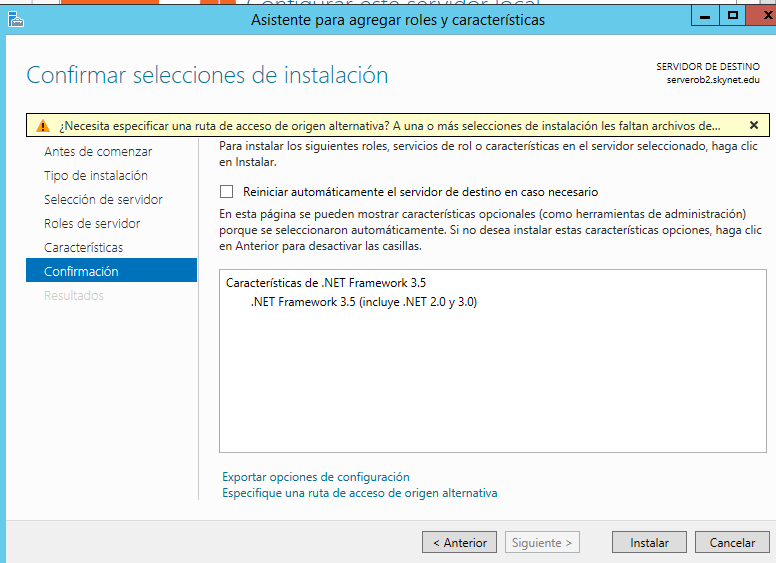 Configurar este servidor local
Asistente para agregar roles y características
Confirmar selecciones de instalación
SERVIDOR DE DESTINO
serverob2.skynet.edu
¿Necesita especificar una ruta de acceso de origen alternativa? A una o más selecciones de instalación les faltan archivos de...
Antes de comenzar
Tipo de instalación
Selección de servidor
Roles de servidor
Características
Confirmación
Resultados
Para instalar los siguientes roles, servicios de rol o características en el servidor seleccionado, haga clic
en Instalar.
Reiniciar automáticamente el servidor de destino en caso necesario
En esta página se pueden mostrar características opcionales (como herramientas de administración)
porque se seleccionaron automáticamente. Si no desea instalar estas características opciones, haga clic
en Anterior para desactivar las casillas.
Características de .NET Framework 3.5
.NET Framework 3.5 (incluye .NET 2.0 y 3.0)
Exportar opciones de configuración
Especifique una ruta de acceso de origen alternativa
< Anterior
Siguiente >
Instalar
Cancelar